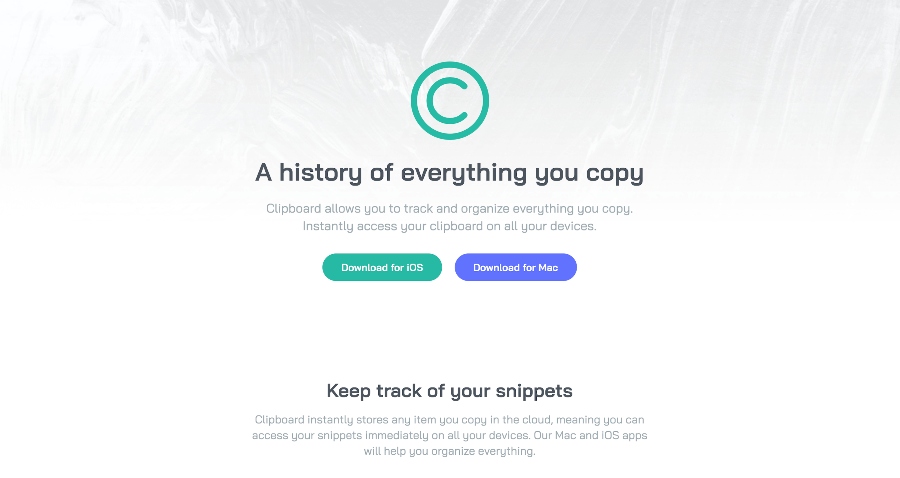 A history of everything you copy
Clipboard allows you to track and organize everything you copy.
Instantly access your clipboard on all your devices.
Download for iOS
Download for Mac
Keep track of your snippets
Clipboard instantly stores any item you copy in the cloud, meaning you can
access your snippets immediately on all your devices. Our Mac and iOS apps
will help you organize everything.